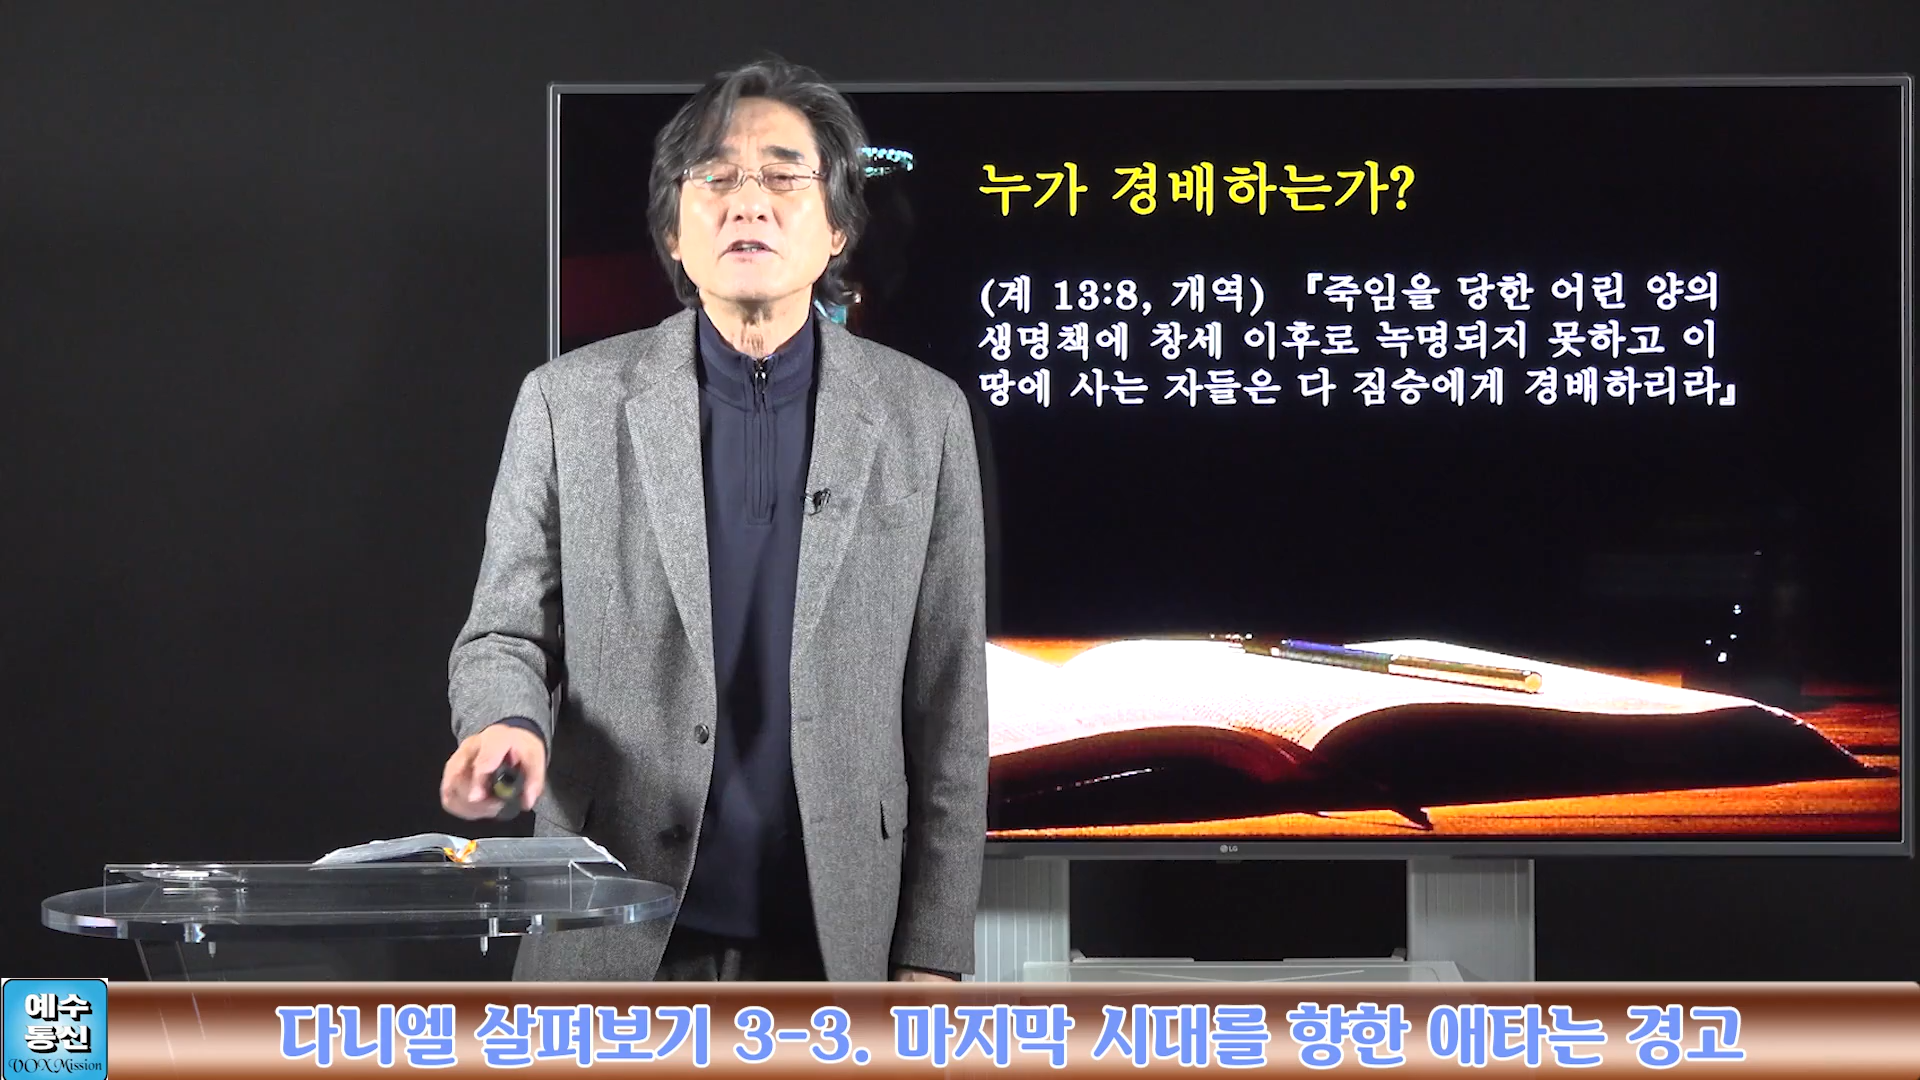 누가 경배하는가?
(계 13:8, 개역) 『죽임을 당한 어린 양의
생명책에 창세 이후로 녹명되지 못하고 이
땅에 사는 자들은 다 짐승에게 경배하리라』
LG
예수
통신
VOXMission
다니엘 살펴보기 3-3. 마지막 시대를 향한 애타는 경고